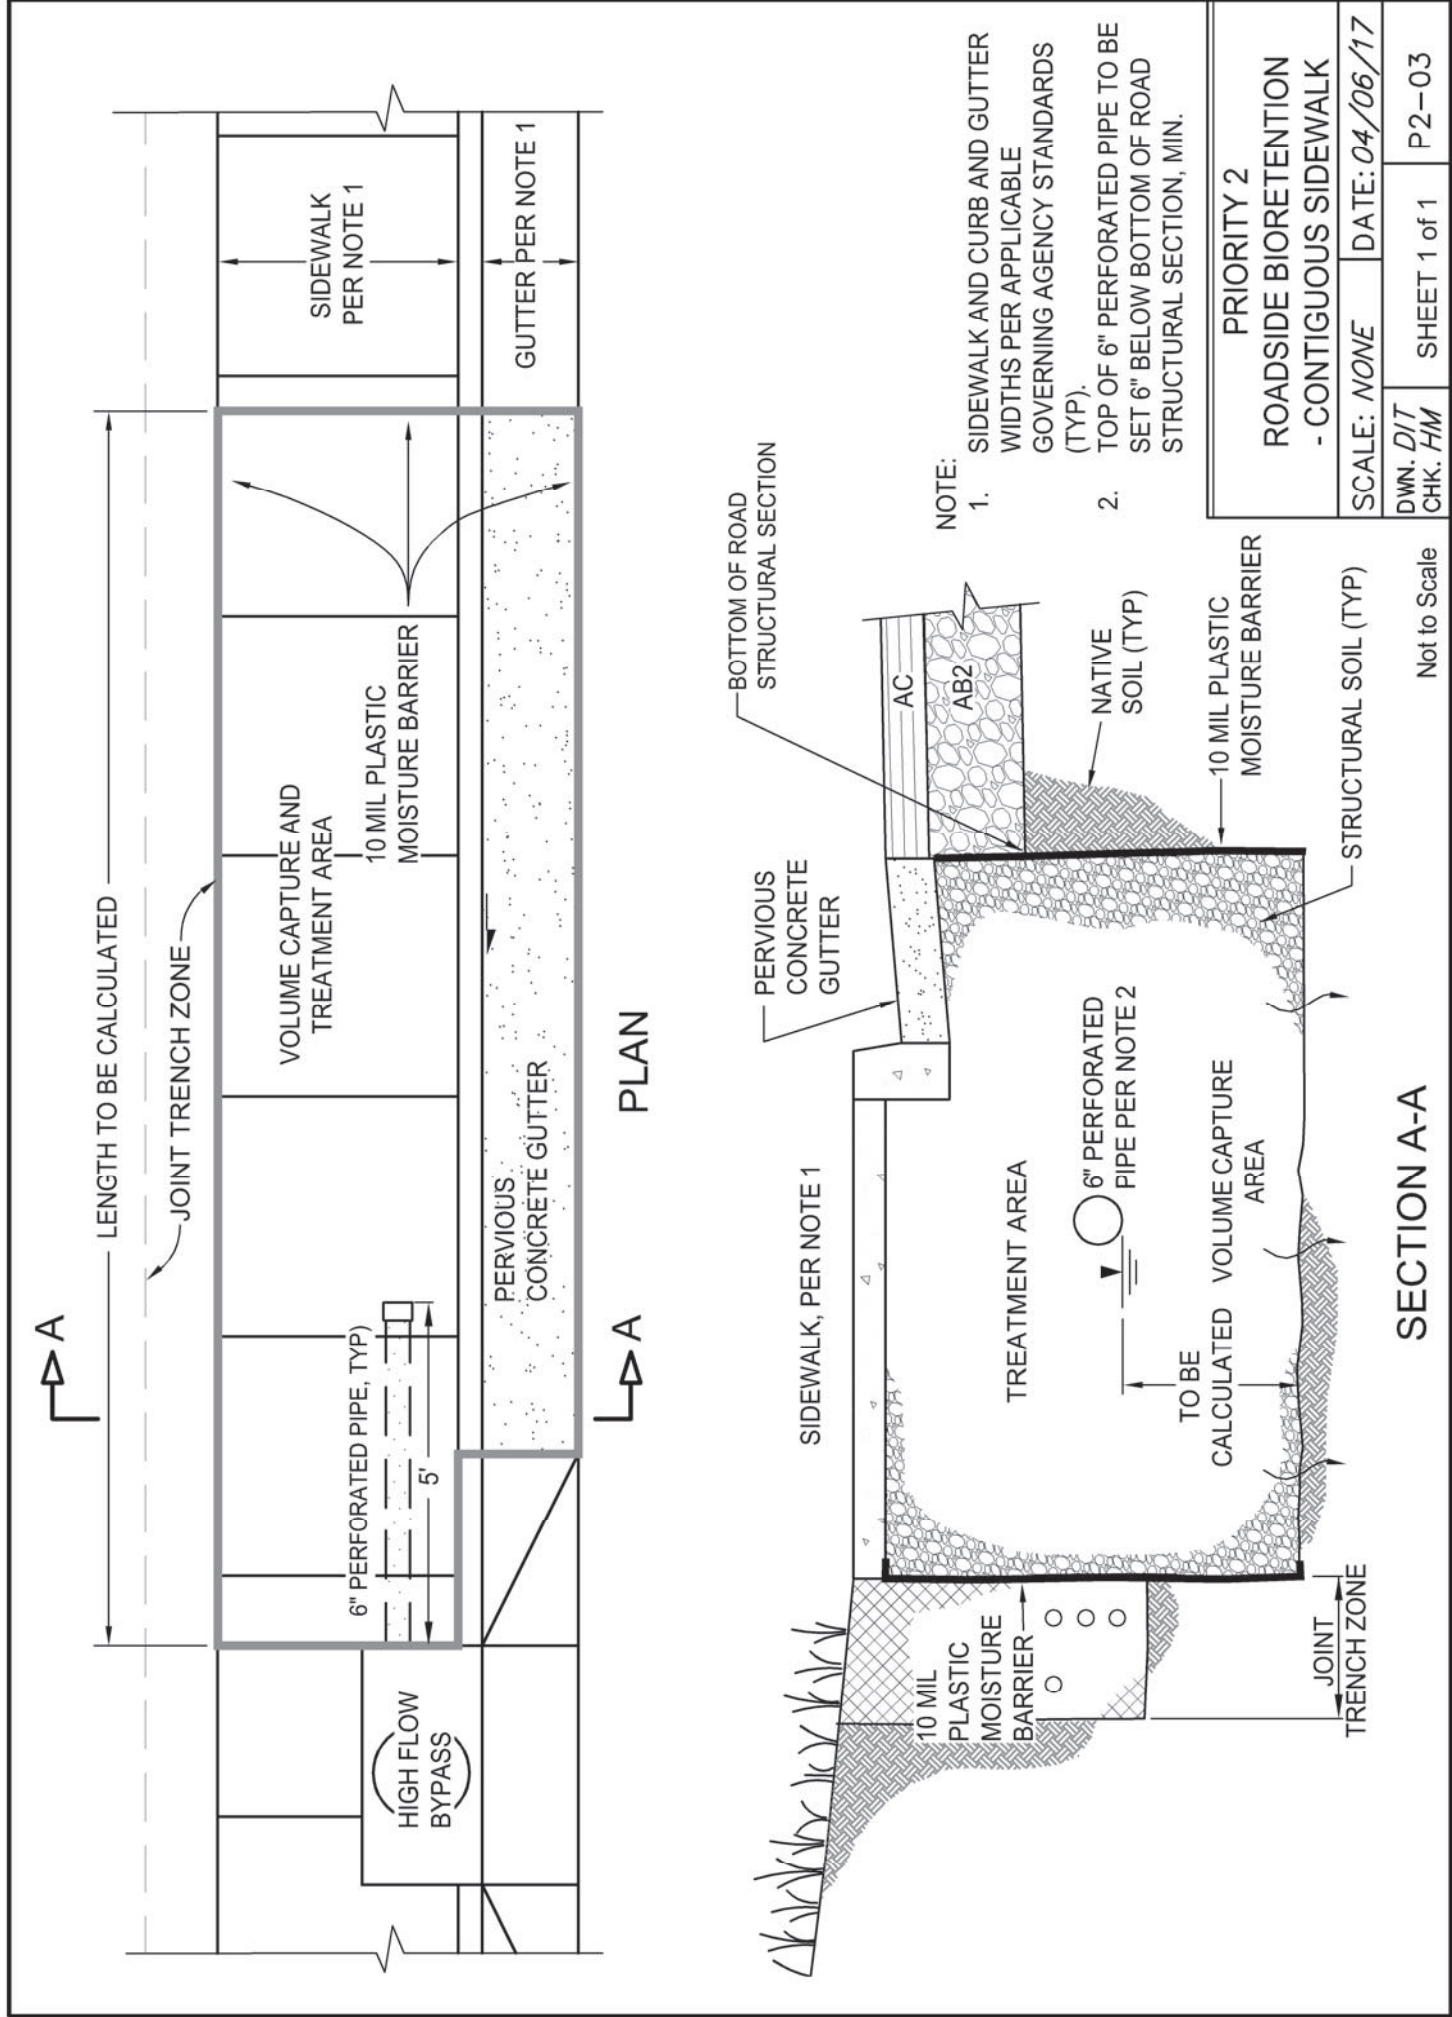 LENGTH TO BE CALCULATED
JOINT TRENCH ZONE
A
A
VOLUME CAPTURE AND
TREATMENT AREA
10 MIL PLASTIC
MOISTURE BARRIER
SIDEWALK
PER NOTE 1
GUTTER PER NOTE 1
6" PERFORATED PIPE, TYP)
5'
HIGH FLOW
BYPASS
PERVIOUS
CONCRETE GUTTER
PLAN
SIDEWALK, PER NOTE 1
PERVIOUS
CONCRETE
GUTTER
BOTTOM OF ROAD
STRUCTURAL SECTION
AC
AB2
NATIVE
SOIL (TYP)
10 MIL PLASTIC
MOISTURE BARRIER
STRUCTURAL SOIL (TYP)
TREATMENT AREA
6" PERFORATED
PIPE PER NOTE 2
TO BE
CALCULATED
VOLUME CAPTURE
AREA
10 MIL
PLASTIC
MOISTURE
BARRIER
JOINT
TRENCH ZONE
SECTION A-A
Not to Scale
NOTE:
1. SIDEWALK AND CURB AND GUTTER
WIDTHS PER APPLICABLE
GOVERNING AGENCY STANDARDS
(TYP).
2. TOP OF 6" PERFORATED PIPE TO BE
SET 6" BELOW BOTTOM OF ROAD
STRUCTURAL SECTION, MIN.
PRIORITY 2
ROADSIDE BIORETENTION
- CONTIGUOUS SIDEWALK
SCALE: NONE
DATE: 04/06/17
DWN. D/T
CHK. HM
SHEET 1 of 1
P2-03